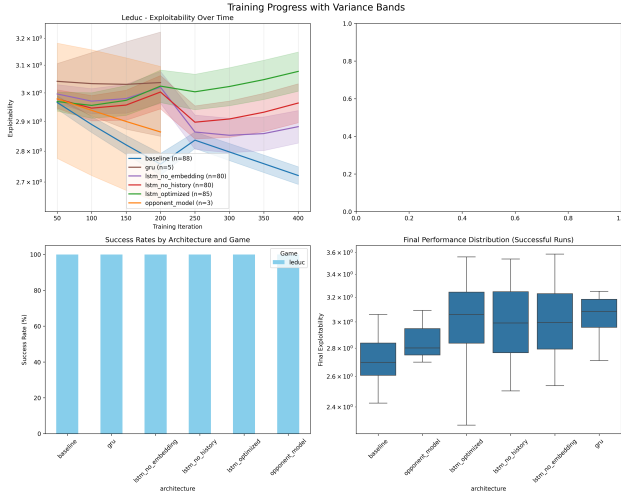 Training Progress with Variance Bands
Leduc - Exploitability Over Time
Exploitability
3.2 × 10⁰
3.1 × 10⁰
3 × 10⁰
2.9 × 10⁰
2.8 × 10⁰
2.7 × 10⁰
baseline (n=88)
gru (n=5)
lstm_no_embedding (n=80)
lstm_no_history (n=80)
lstm_optimized (n=85)
opponent_model (n=3)
50 100 150 200 250 300 350 400
Training Iteration
1.0
0.8
0.6
0.4
0.2
0.0
0.0 0.2 0.4 0.6 0.8 1
Success Rates by Architecture and Game
Success Rate (%)
100
80
60
40
20
0
Game
leduc
baseline
gru
lstm_no_embedding
lstm_no_history
lstm_optimized
opponent_model
architecture
Final Performance Distribution (Successful Runs)
Final Exploitability
3.6 × 10⁰
3.4 × 10⁰
3.2 × 10⁰
3 × 10⁰
2.8 × 10⁰
2.6 × 10⁰
2.4 × 10⁰
baseline
opponent_model
lstm_optimized
lstm_no_history
lstm_no_embedding
gru
architecture